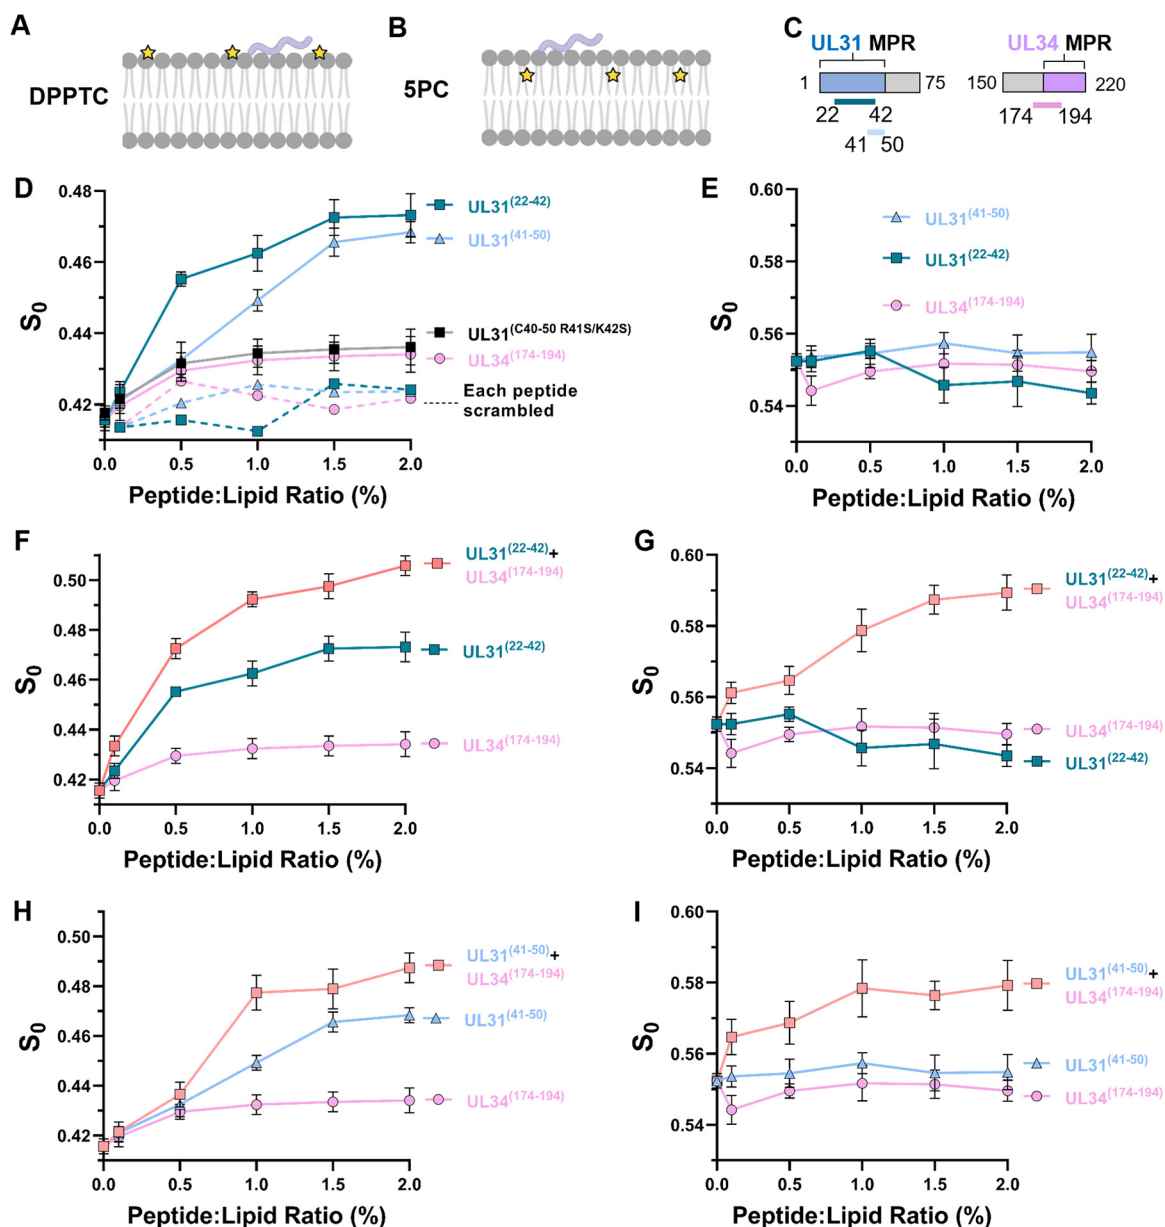 A
DPPTC
B
5PC
C
UL31 MPR
1
75
22
42
41
50
UL34 MPR
150
220
174
194
D
S0
0.48
0.46
0.44
0.42
0.0
0.5
1.0
1.5
2.0
Peptide:Lipid Ratio (%)
UL31(22-42)
UL31(41-50)
UL31(C40-50 R41S/K42S)
UL34(174-194)
Each peptide
scrambled
E
S0
0.60
0.58
0.56
0.54
0.0
0.5
1.0
1.5
2.0
Peptide:Lipid Ratio (%)
UL31(41-50)
UL31(22-42)
UL34(174-194)
F
S0
0.50
0.48
0.46
0.44
0.42
0.0
0.5
1.0
1.5
2.0
Peptide:Lipid Ratio (%)
UL31(22-42)+
UL34(174-194)
UL31(22-42)
UL34(174-194)
G
S0
0.60
0.58
0.56
0.54
0.0
0.5
1.0
1.5
2.0
Peptide:Lipid Ratio (%)
UL31(22-42)+
UL34(174-194)
UL34(174-194)
UL31(22-42)
H
S0
0.50
0.48
0.46
0.44
0.42
0.0
0.5
1.0
1.5
2.0
Peptide:Lipid Ratio (%)
UL31(41-50)+
UL34(174-194)
UL31(41-50)
UL34(174-194)
I
S0
0.60
0.58
0.56
0.54
0.0
0.5
1.0
1.5
2.0
Peptide:Lipid Ratio (%)
UL31(41-50)+
UL34(174-194)
UL31(41-50)
UL34(174-194)